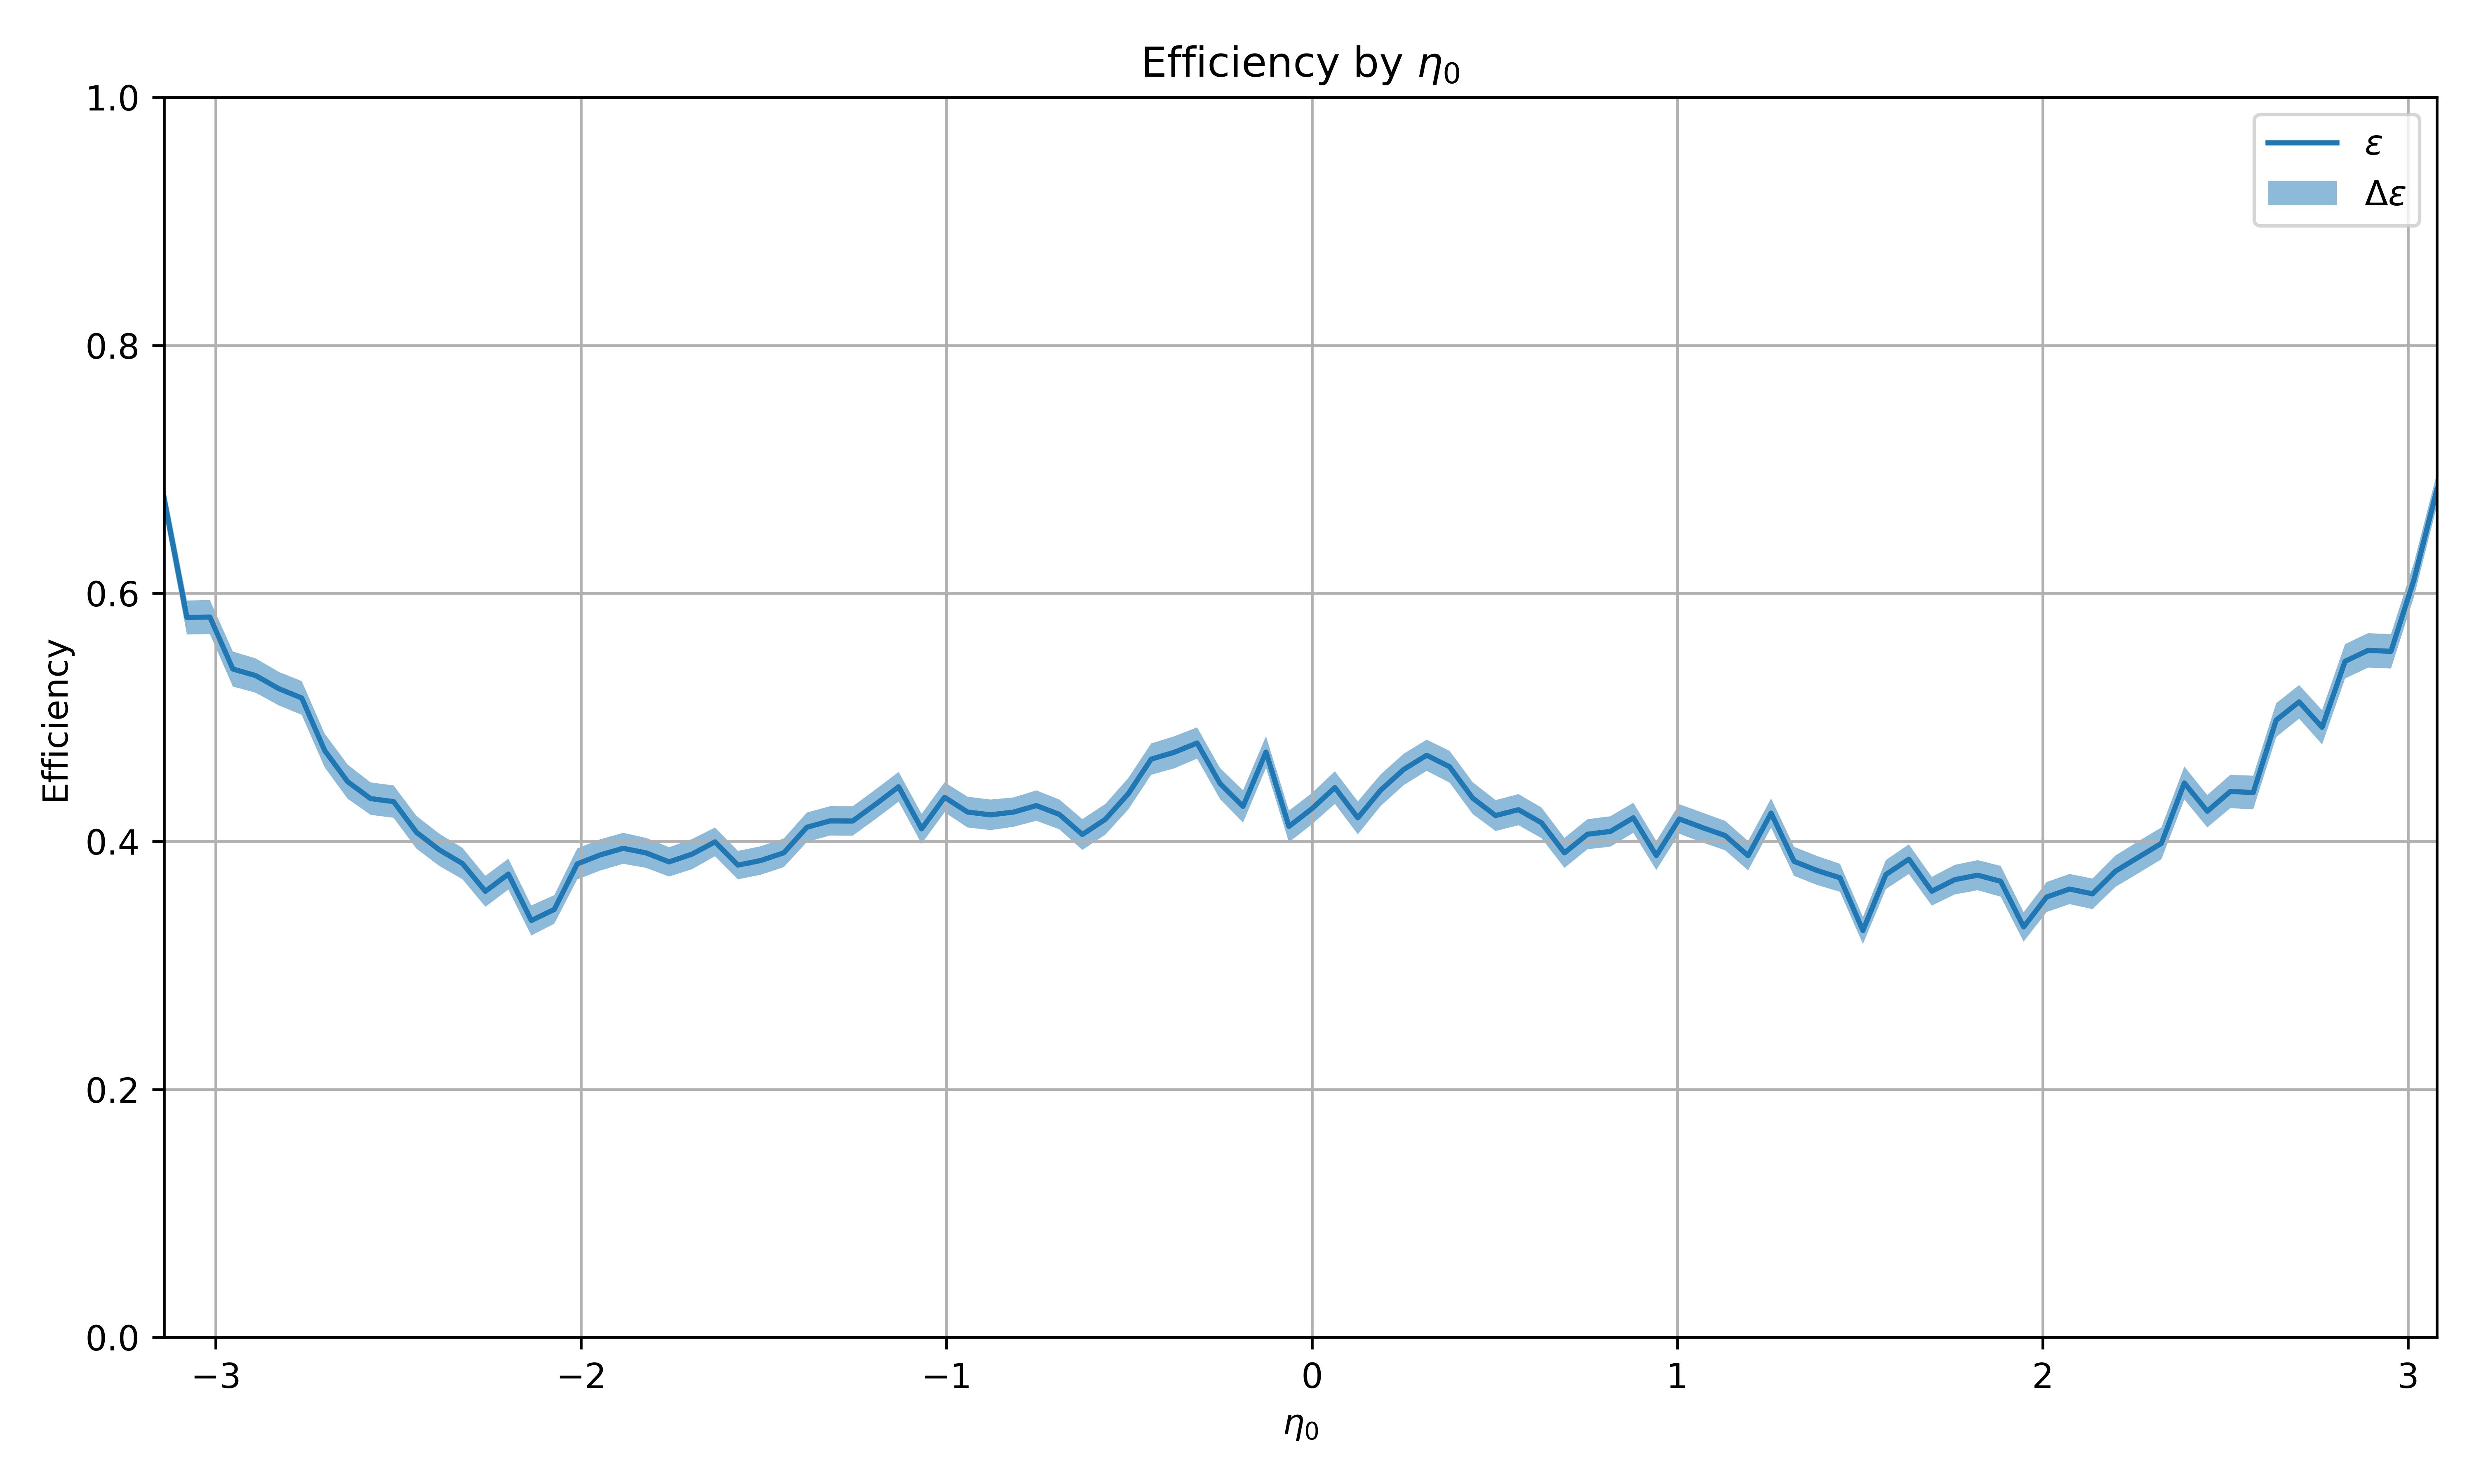 Efficiency by η₀
1.0
0.8
0.6
0.4
0.2
0.0
Efficiency
ε
Δε
−3 −2 −1 0 1 2 3
η₀